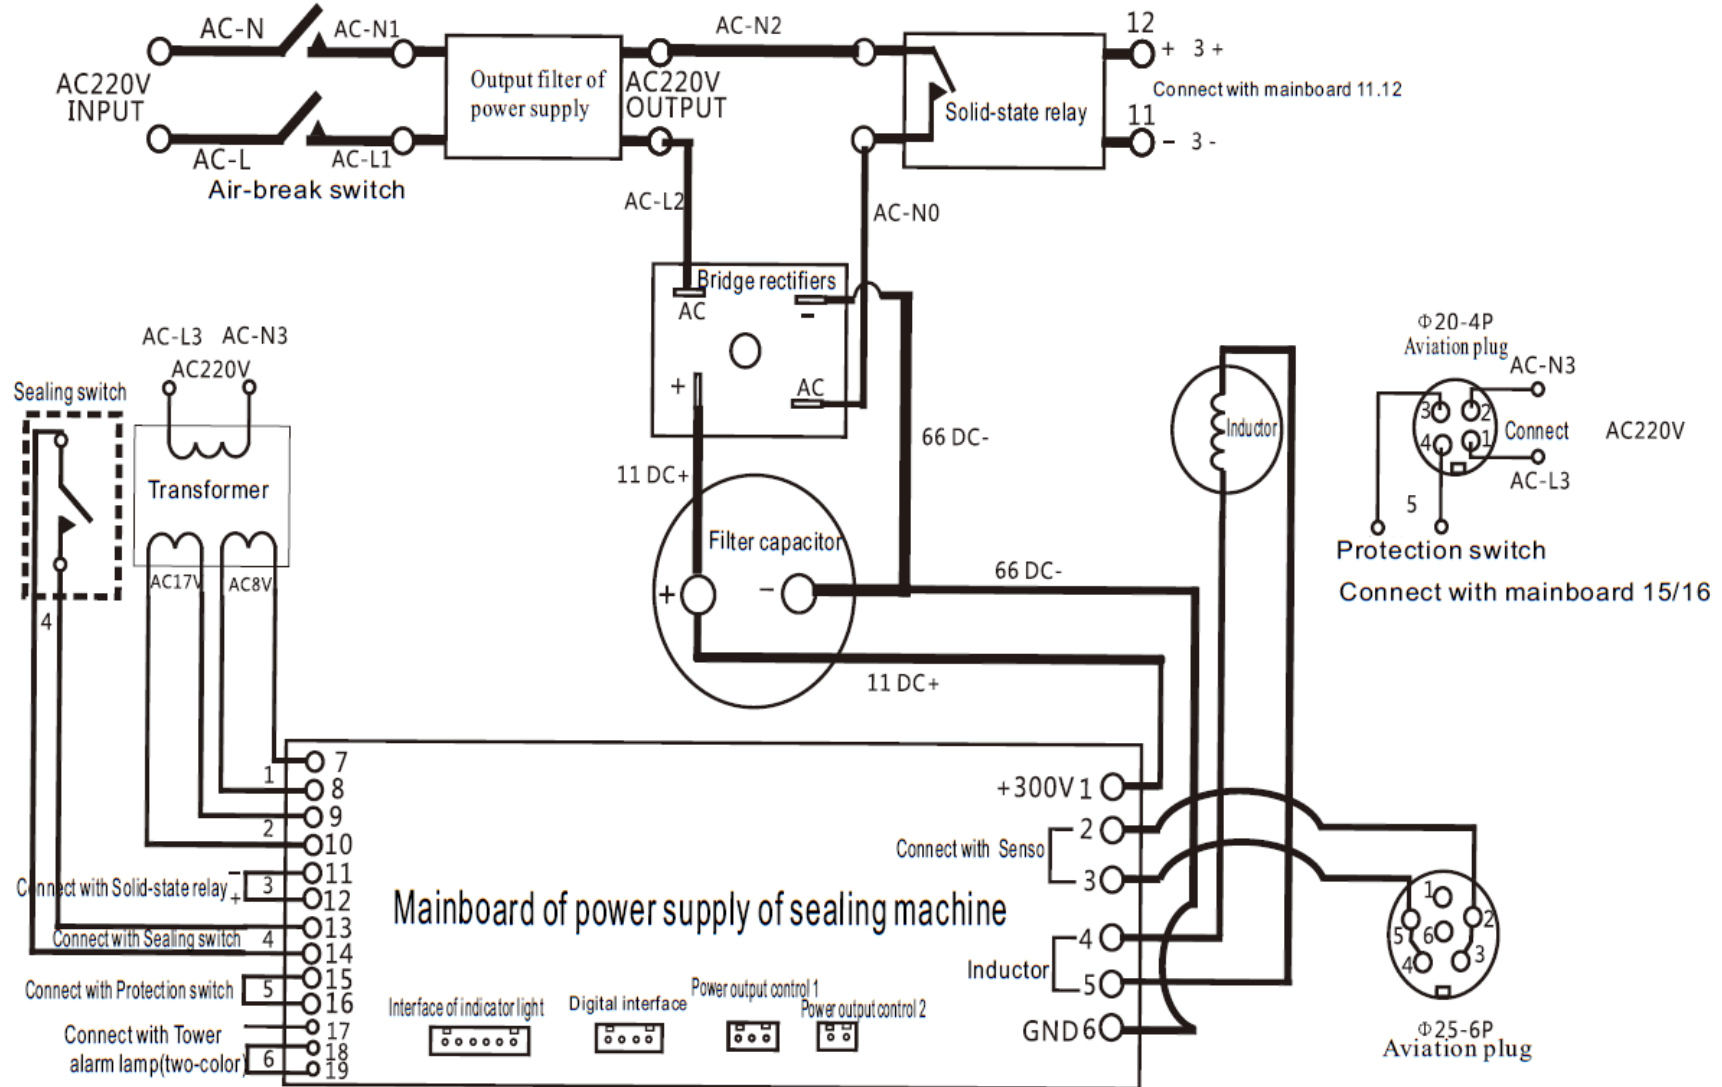 AC-N
AC-N1
AC-N2
12
+ 3 +
AC220V
INPUT
Output filter of
power supply
AC220V
OUTPUT
Solid-state relay
Connect with mainboard 11.12
11
- 3 -
AC-L
AC-L1
Air-break switch
AC-L2
AC-N0
Bridge rectifiers
AC
-
+
AC
AC-L3 AC-N3
AC220V
Sealing switch
Transformer
AC17V
AC8V
4
11 DC+
66 DC-
Filter capacitor
+
-
66 DC-
11 DC+
Inductor
Φ20-4P
Aviation plug
AC-N3
3
2
4
1
Connect AC220V
AC-L3
5
Protection switch
Connect with mainboard 15/16
7
1
8
9
2
10
-
11
Connect with Solid-state relay
3
+
12
13
Connect with Sealing switch
4
14
15
Connect with Protection switch
5
16
Connect with Tower
17
18
alarm lamp(two-color)
6
19
Mainboard of power supply of sealing machine
Interface of indicator light
Digital interface
Power output control 1
Power output control 2
+300V 1
2
Connect with Senso
3
4
Inductor
5
GND 6
1
2
5
6
4
3
Φ25-6P
Aviation plug